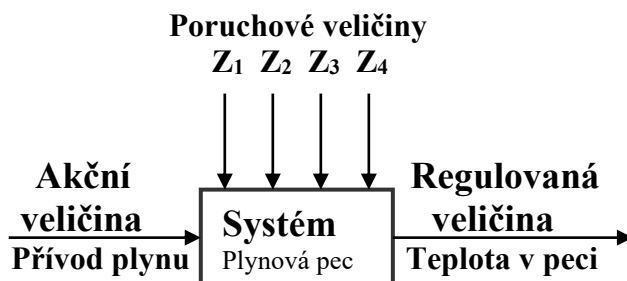 Poruchové veličiny
Z1 Z2 Z3 Z4
Akční
veličina
Přívod plynu
Systém
Plynová pec
Regulovaná
veličina
Teplota v peci